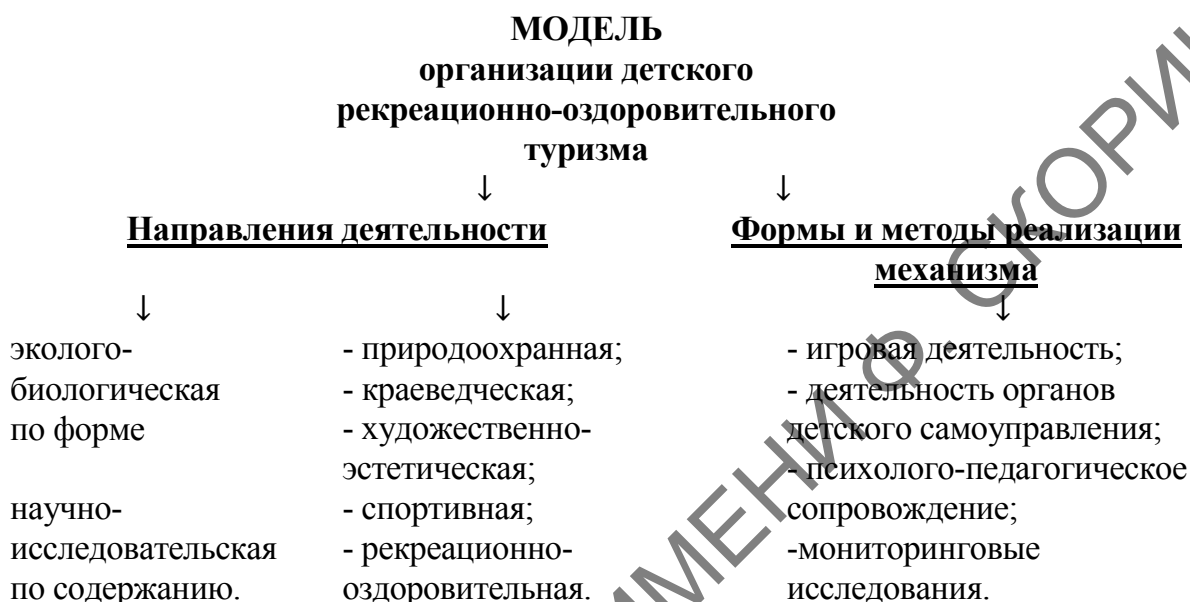 МОДЕЛЬ
организации детского
рекреационно-оздоровительного
туризма
↓ ↓
Направления деятельности
Формы и методы реализации
механизма
↓ ↓ ↓
эколого-
биологическая
по форме
научно-
исследовательская
по содержанию.
- природоохранная;
- краеведческая;
- художественно-
эстетическая;
- спортивная;
- рекреационно-
оздоровительная.
- игровая деятельность;
- деятельность органов
детского самоуправления;
- психолого-педагогическое
сопровождение;
-мониторинговые
исследования.
ИМЕНИ Ф. СКОРИ